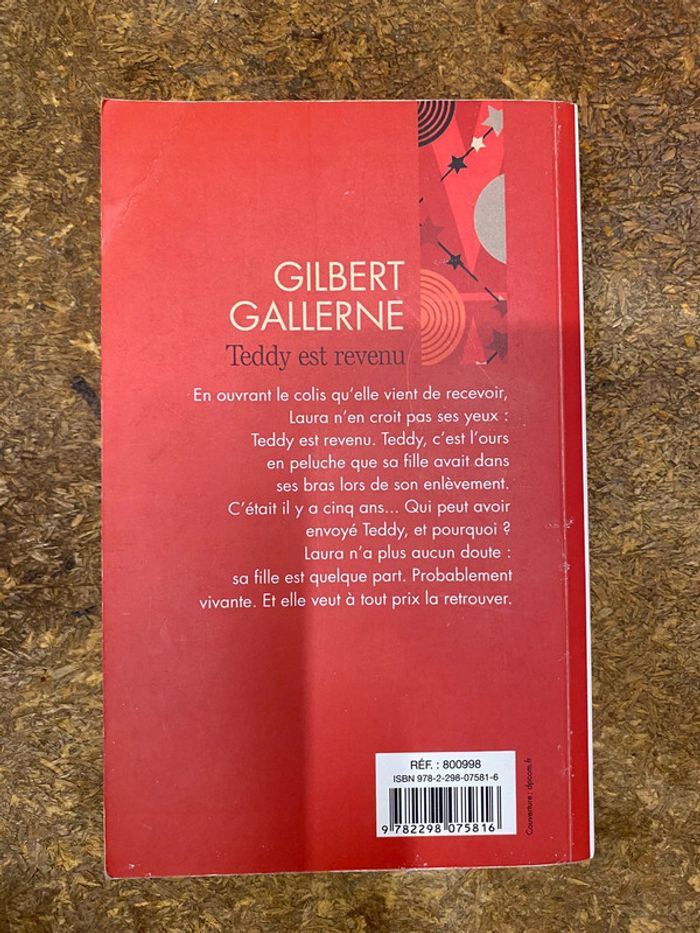 GILBERT
GALLERNE
Teddy est revenu
En ouvrant le colis qu'elle vient de recevoir,
Laura n'en croit pas ses yeux :
Teddy est revenu. Teddy, c'est l'ours
en peluche que sa fille avait dans
ses bras lors de son enlèvement.
C'était il y a cinq ans... Qui peut avoir
envoyé Teddy, et pourquoi ?
Laura n'a plus aucun doute :
sa fille est quelque part. Probablement
vivante. Et elle veut à tout prix la retrouver.
RÉF. : 800998
ISBN 978-2-298-07581-6
9 782298 075816
Couverture : dpcom.fr